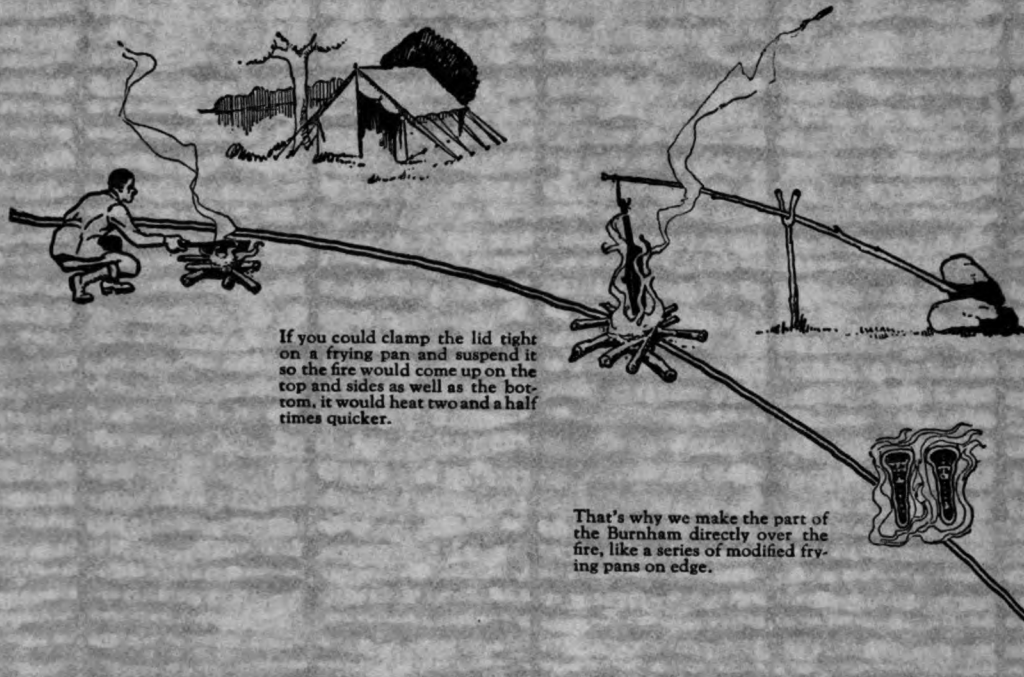 If you could clamp the lid tight
on a frying pan and suspend it
so the fire would come up on the
top and sides as well as the bot-
tom, it would heat two and a half
times quicker.
That's why we make the part of
the Burnham directly over the
fire, like a series of modified fry-
ing pans on edge.